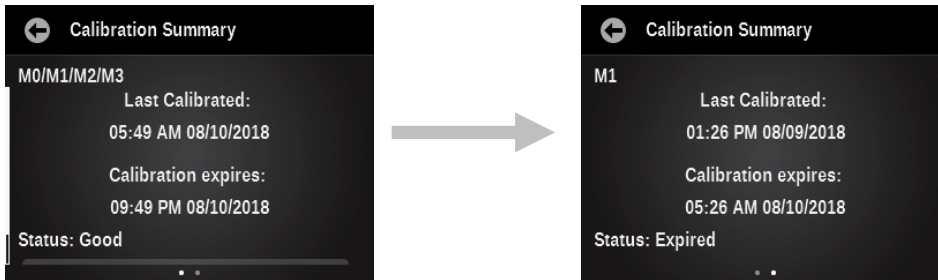 Calibration Summary
M0/M1/M2/M3
Last Calibrated:
05:49 AM 08/10/2018
Calibration expires:
09:49 PM 08/10/2018
Status: Good
Calibration Summary
M1
Last Calibrated:
01:26 PM 08/09/2018
Calibration expires:
05:26 AM 08/10/2018
Status: Expired